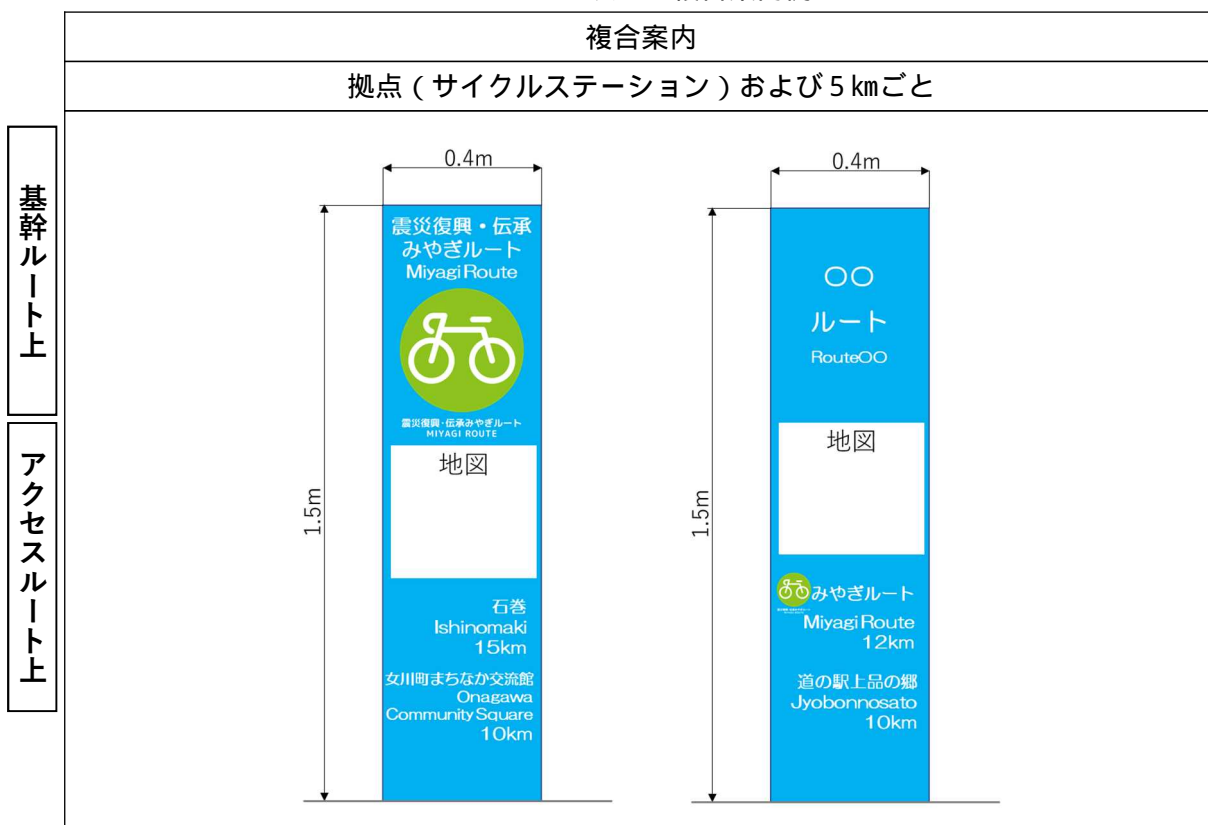 複合案内
拠点（サイクルステーション）および５㎞ごと
基幹ルート上
アクセスルート上
0.4m
1.5m
震災復興・伝承
みやぎルート
Miyagi Route
震災復興・伝承みやぎルート
MIYAGI ROUTE
地図
石巻
Ishinomaki
15km
女川町まちなか交流館
Onagawa
Community Square
10km
0.4m
1.5m
○○
ルート
Route○○
地図
みやぎルート
Miyagi Route
12km
道の駅上品の郷
Jyobonnosato
10km